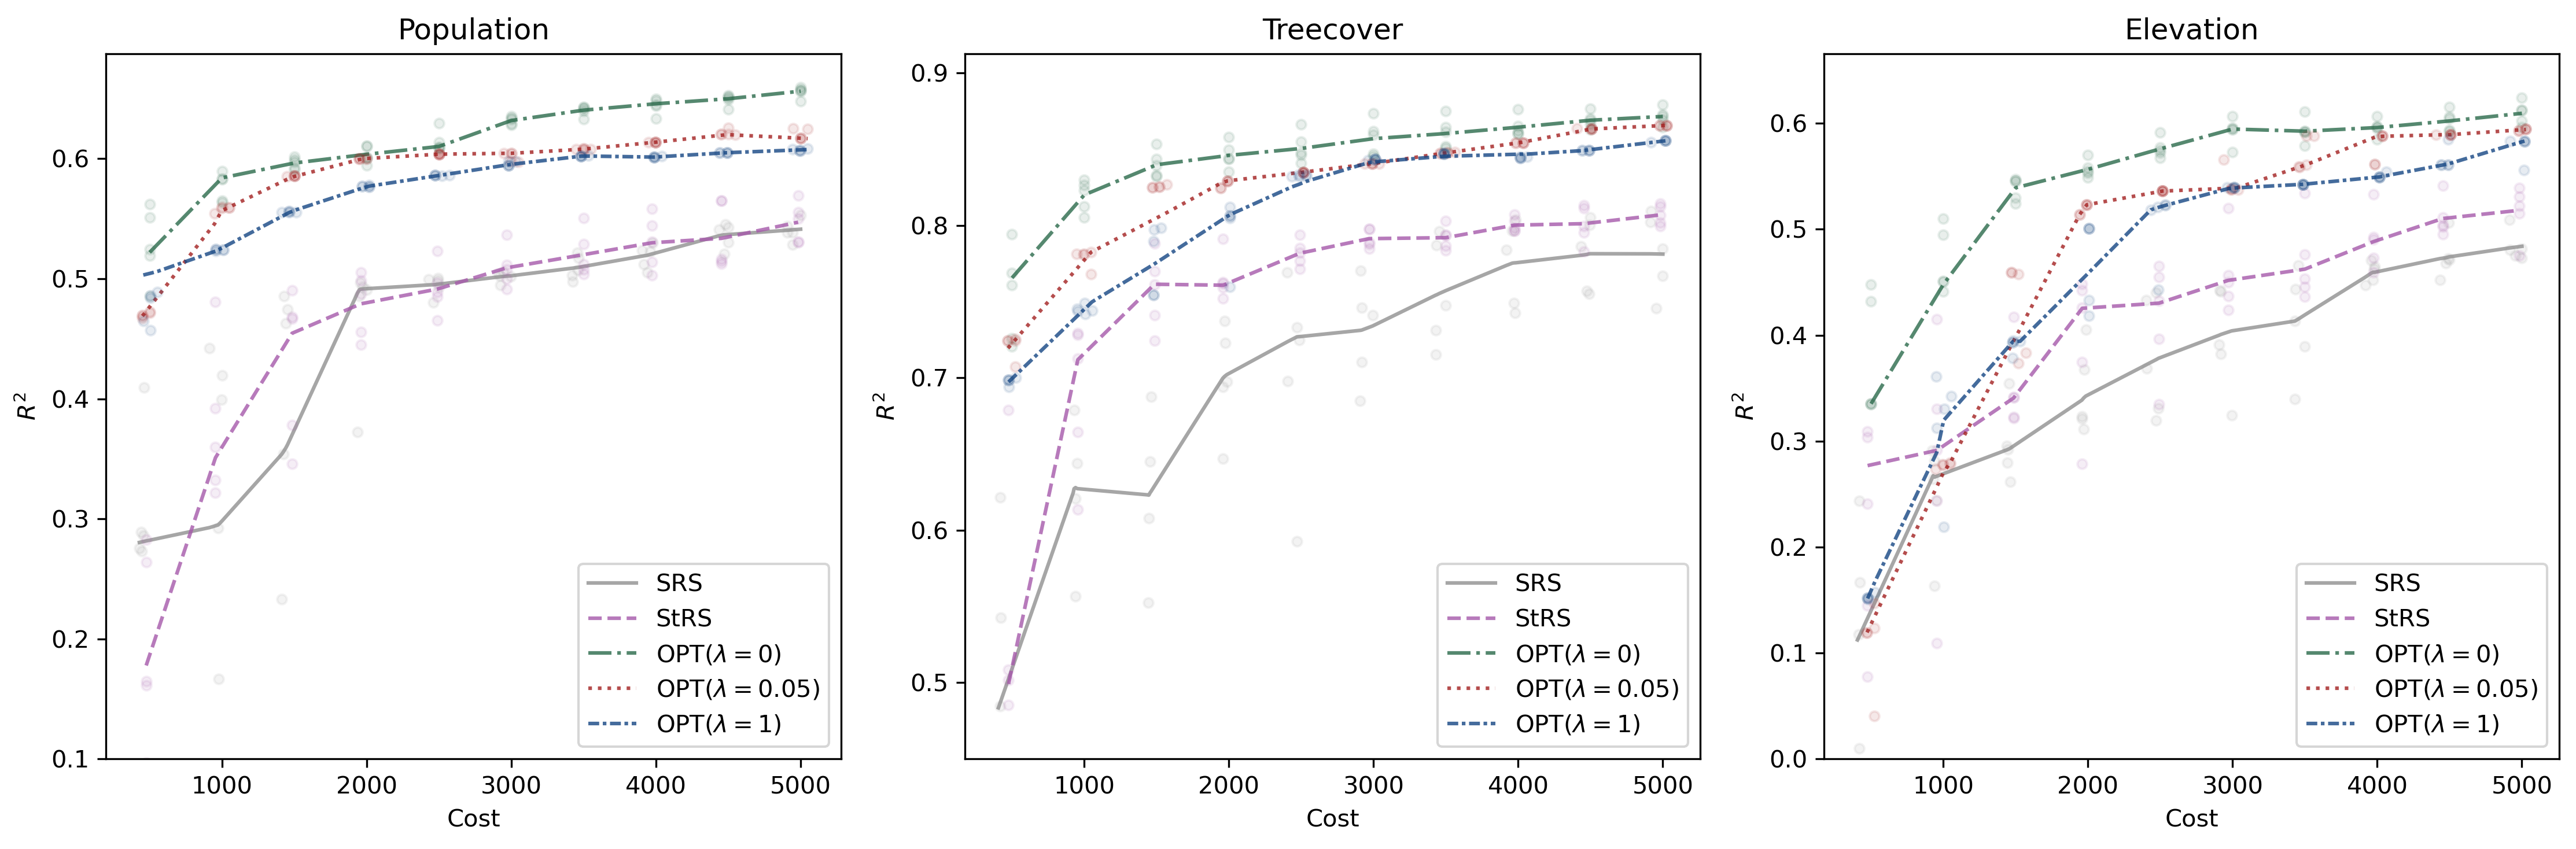 Population
0.6
0.5
0.4
0.3
0.2
0.1
R²
1000 2000 3000 4000 5000
Cost
SRS
StRS
OPT(λ = 0)
OPT(λ = 0.05)
OPT(λ = 1)
Treecover
0.9
0.8
0.7
0.6
0.5
R²
1000 2000 3000 4000 5000
Cost
SRS
StRS
OPT(λ = 0)
OPT(λ = 0.05)
OPT(λ = 1)
Elevation
0.6
0.5
0.4
0.3
0.2
0.1
0.0
R²
1000 2000 3000 4000 5000
Cost
SRS
StRS
OPT(λ = 0)
OPT(λ = 0.05)
OPT(λ = 1)